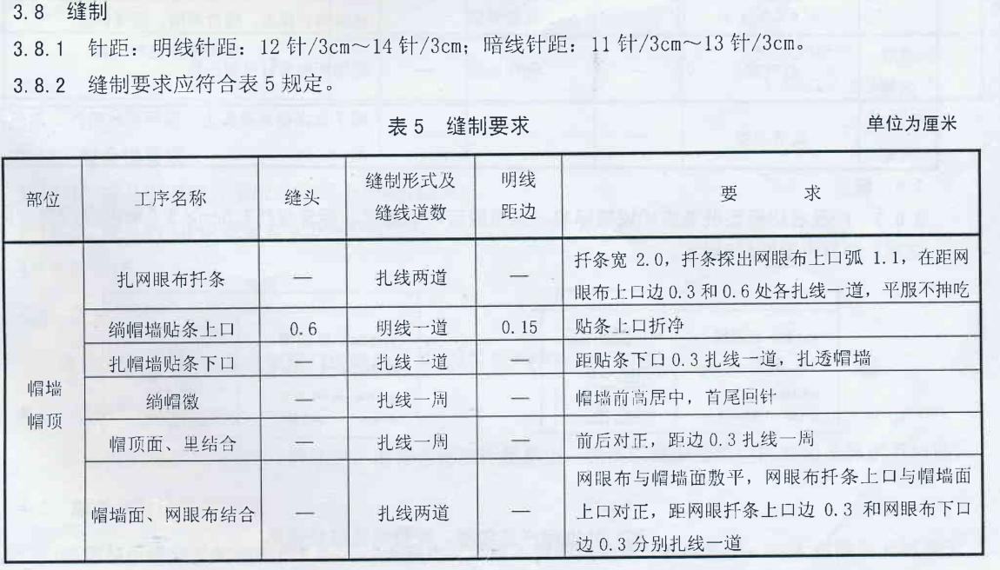 3.8 缝制
3.8.1 针距：明线针距：12针/3cm～14针/3cm；暗线针距：11针/3cm～13针/3cm。
3.8.2 缝制要求应符合表5规定。
表5 缝制要求 单位为厘米
部位 工序名称 缝头 缝制形式及缝线道数 明线距边 要 求
帽墙帽顶
扎网眼布扦条 — 扎线两道 — 扦条宽2.0，扦条探出网眼布上口弧1.1，在距网
眼布上口边0.3和0.6处各扎线一道，平服不抻吃
绱帽墙贴条上口 0.6 明线一道 0.15 贴条上口折净
扎帽墙贴条下口 — 扎线一道 — 距贴条下口0.3扎线一道，扎透帽墙
绱帽徽 — 扎线一周 — 帽墙前高居中，首尾回针
帽顶面、里结合 — 扎线一周 — 前后对正，距边0.3扎线一周
帽墙面、网眼布结合 — 扎线两道 — 网眼布与帽墙面敷平，网眼布扦条上口与帽墙面
上口对正，距网眼扦条上口边0.3和网眼布下口
边0.3分别扎线一道